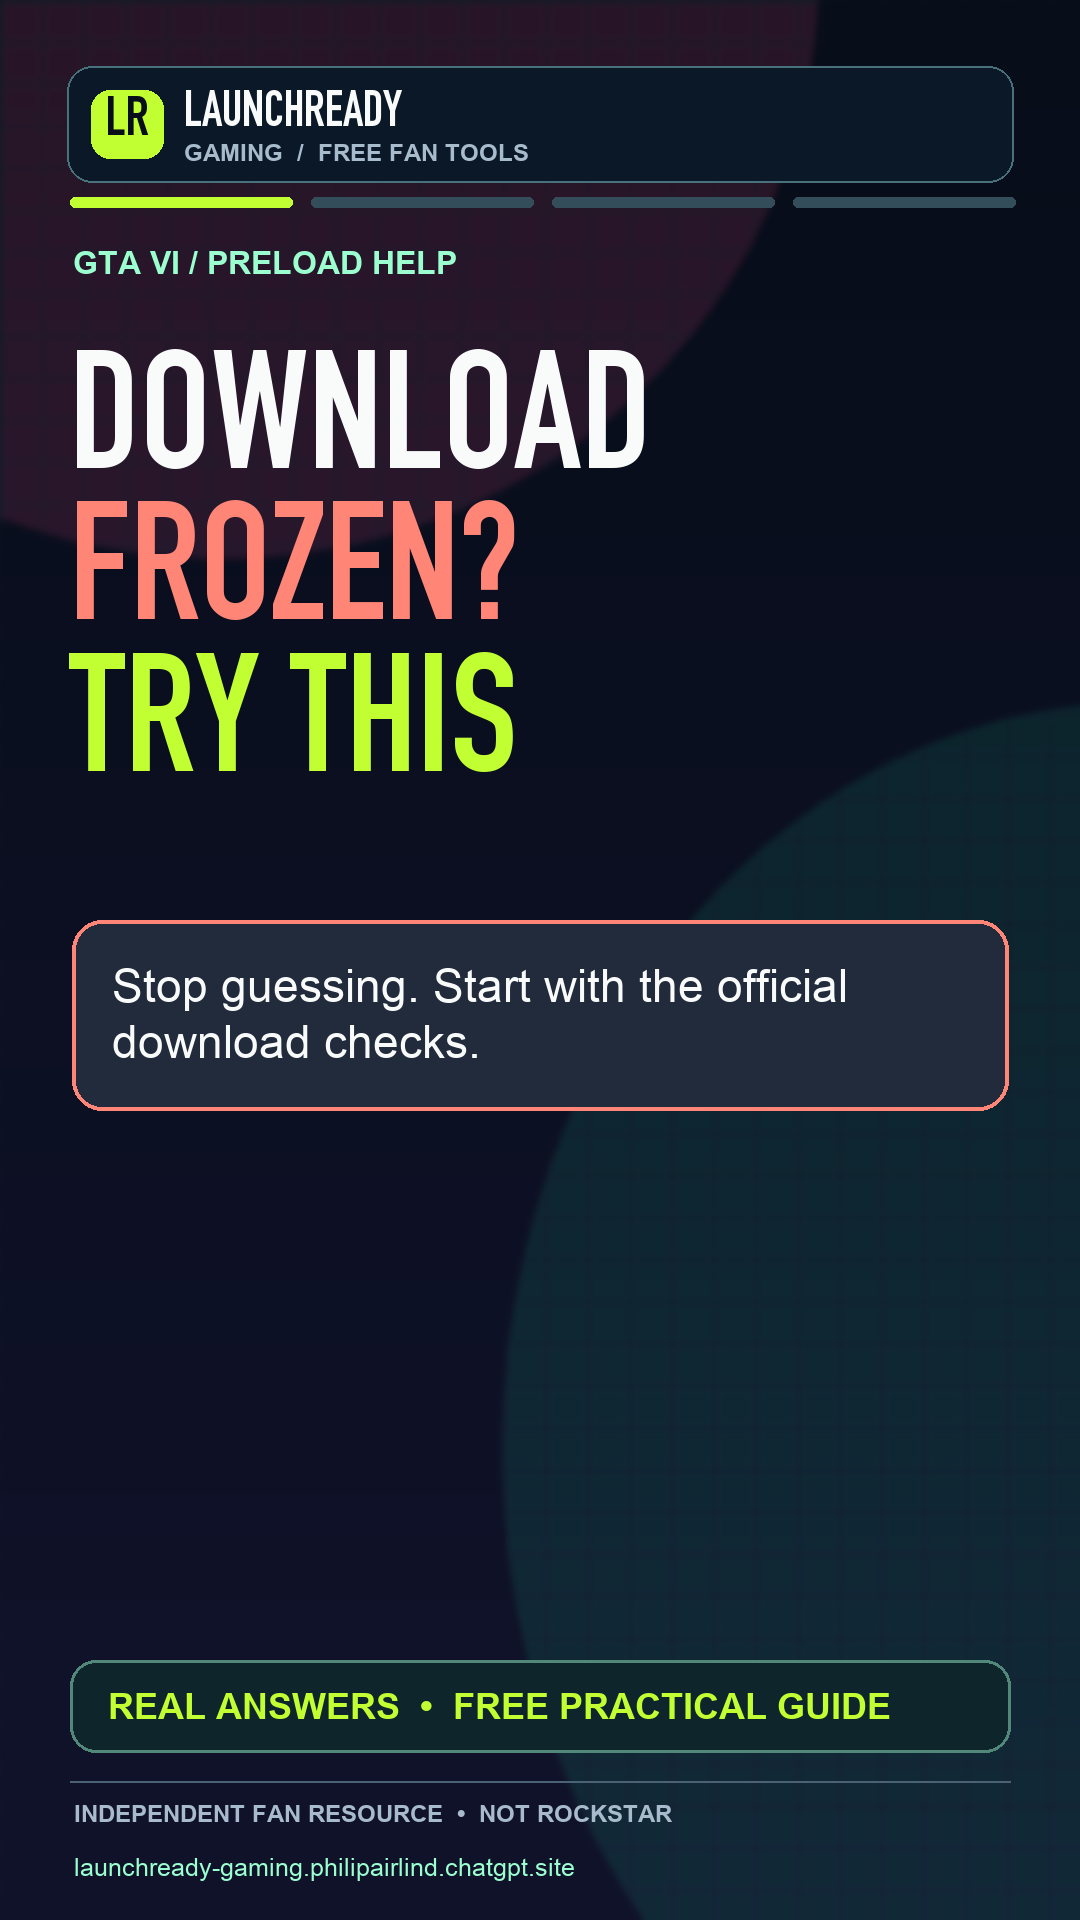 LR
LAUNCHREADY
GAMING / FREE FAN TOOLS
GTA VI / PRELOAD HELP
DOWNLOAD
FROZEN?
TRY THIS
Stop guessing. Start with the official
download checks.
REAL ANSWERS • FREE PRACTICAL GUIDE
INDEPENDENT FAN RESOURCE • NOT ROCKSTAR
launchready-gaming.philipairlind.chatgpt.site